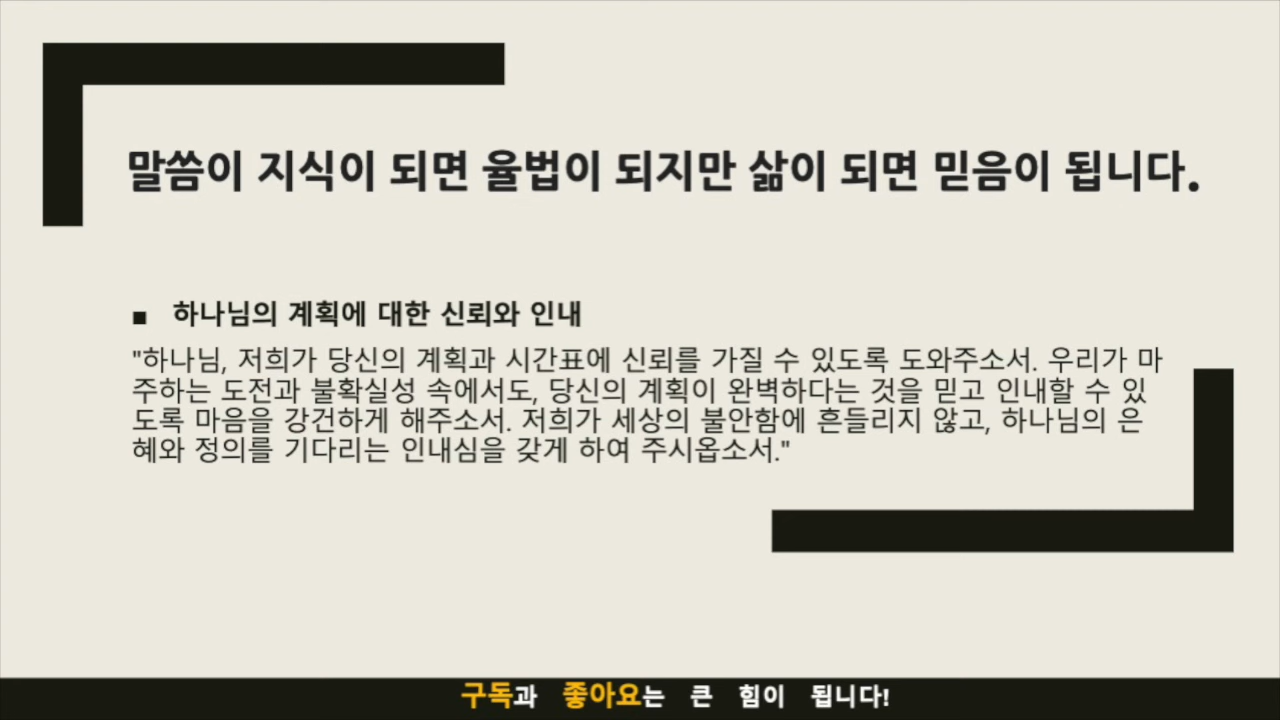 말씀이 지식이 되면 율법이 되지만 삶이 되면 믿음이 됩니다.
■ 하나님의 계획에 대한 신뢰와 인내
"하나님, 저희가 당신의 계획과 시간표에 신뢰를 가질 수 있도록 도와주소서. 우리가 마
주하는 도전과 불확실성 속에서도, 당신의 계획이 완벽하다는 것을 믿고 인내할 수 있
도록 마음을 강건하게 해주소서. 저희가 세상의 불안함에 흔들리지 않고, 하나님의 은
혜와 정의를 기다리는 인내심을 갖게 하여 주시옵소서."
구독과 좋아요는 큰 힘이 됩니다!